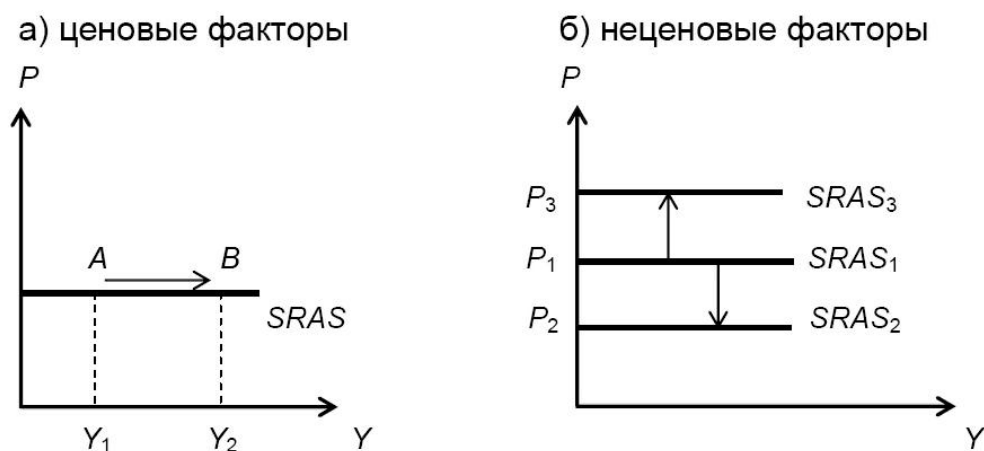 а) ценовые факторы
P
A
B
SRAS
Y₁
Y₂
Y
б) неценовые факторы
P
P₃
SRAS₃
P₁
SRAS₁
P₂
SRAS₂
Y